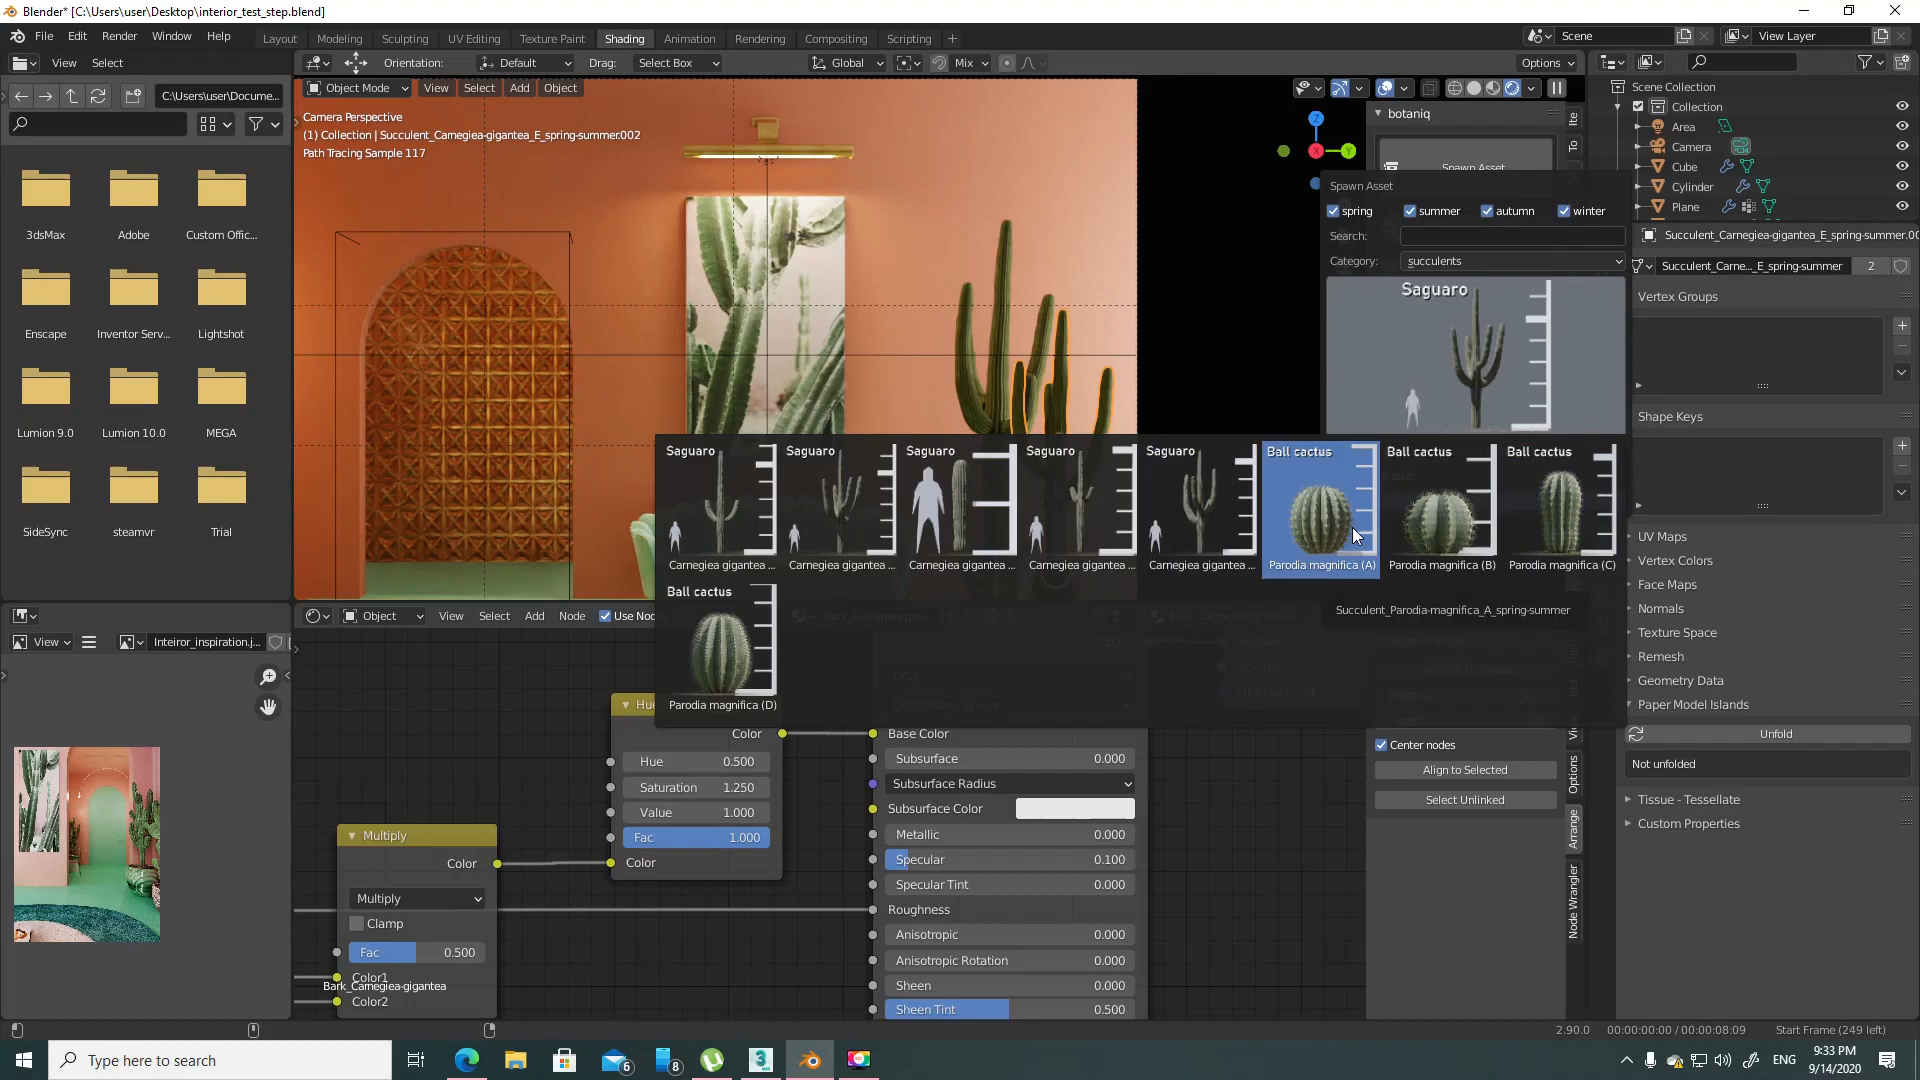 Blender* [C:\Users\user\Desktop\interior_test_step.blend]
File Edit Render Window Help
Layout Modeling Sculpting UV Editing Texture Paint Shading Animation Rendering Compositing Scripting
Scene View Layer
View Select
Orientation: Default Drag: Select Box Global Mix Options
C:\Users\user\Docume...
Object Mode View Select Add Object
Camera Perspective
(1) Collection | Succulent_Carnegiea-gigantea_E_spring-summer.002
Path Tracing Sample 117
3dsMax Adobe Custom Offic...
Enscape Inventor Serv... Lightshot
Lumion 9.0 Lumion 10.0 MEGA
SideSync steamvr Trial
Z
Y
X
botaniq
Spawn Asset
Ite
To
Spawn Asset
spring summer autumn winter
Search:
Category: succulents
Saguaro
Saguaro Saguaro Saguaro Saguaro Saguaro Ball cactus Ball cactus Ball cactus
Carnegiea gigantea ... Carnegiea gigantea ... Carnegiea gigantea ... Carnegiea gigantea ... Carnegiea gigantea ... Parodia magnifica (A) Parodia magnifica (B) Parodia magnifica (C)
Ball cactus
Parodia magnifica (D)
Succulent_Parodia-magnifica_A_spring-summer
Scene Collection
Collection
Area
Camera
Cube
Cylinder
Plane
Succulent_Carnegiea-gigantea_E_spring-summer.00
Succulent_Carne..._E_spring-summer 2
Vertex Groups
Shape Keys
UV Maps
Vertex Colors
Face Maps
Normals
Texture Space
Remesh
Geometry Data
Paper Model Islands
Unfold
Not unfolded
Tissue - Tessellate
Custom Properties
View Inteiror_inspiration.j...
Object View Select Add Node Use Nod
Color
Hue 0.500
Saturation 1.250
Value 1.000
Fac 1.000
Color
Multiply
Color
Multiply
Clamp
Fac 0.500
Color1
Bark_Carnegiea-gigantea
Color2
Base Color
Subsurface 0.000
Subsurface Radius
Subsurface Color
Metallic 0.000
Specular 0.100
Specular Tint 0.000
Roughness
Anisotropic 0.000
Anisotropic Rotation 0.000
Sheen 0.000
Sheen Tint 0.500
Center nodes
Align to Selected
Select Unlinked
Options
Arrange
Node Wrangler
2.90.0 00:00:00:00 / 00:00:08:09 Start Frame (249 left)
Type here to search
6
8
3
ENG
9:33 PM
9/14/2020